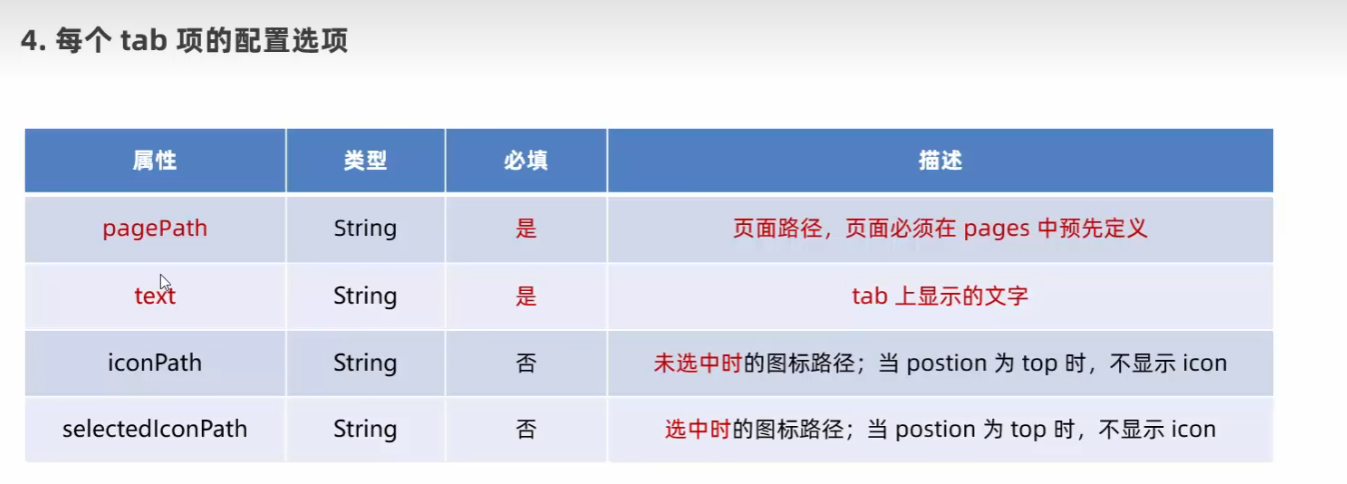 4. 每个 tab 项的配置选项
属性 类型 必填 描述
pagePath String 是 页面路径，页面必须在 pages 中预先定义
text String 是 tab 上显示的文字
iconPath String 否 未选中时的图标路径；当 postion 为 top 时，不显示 icon
selectedIconPath String 否 选中时的图标路径；当 postion 为 top 时，不显示 icon